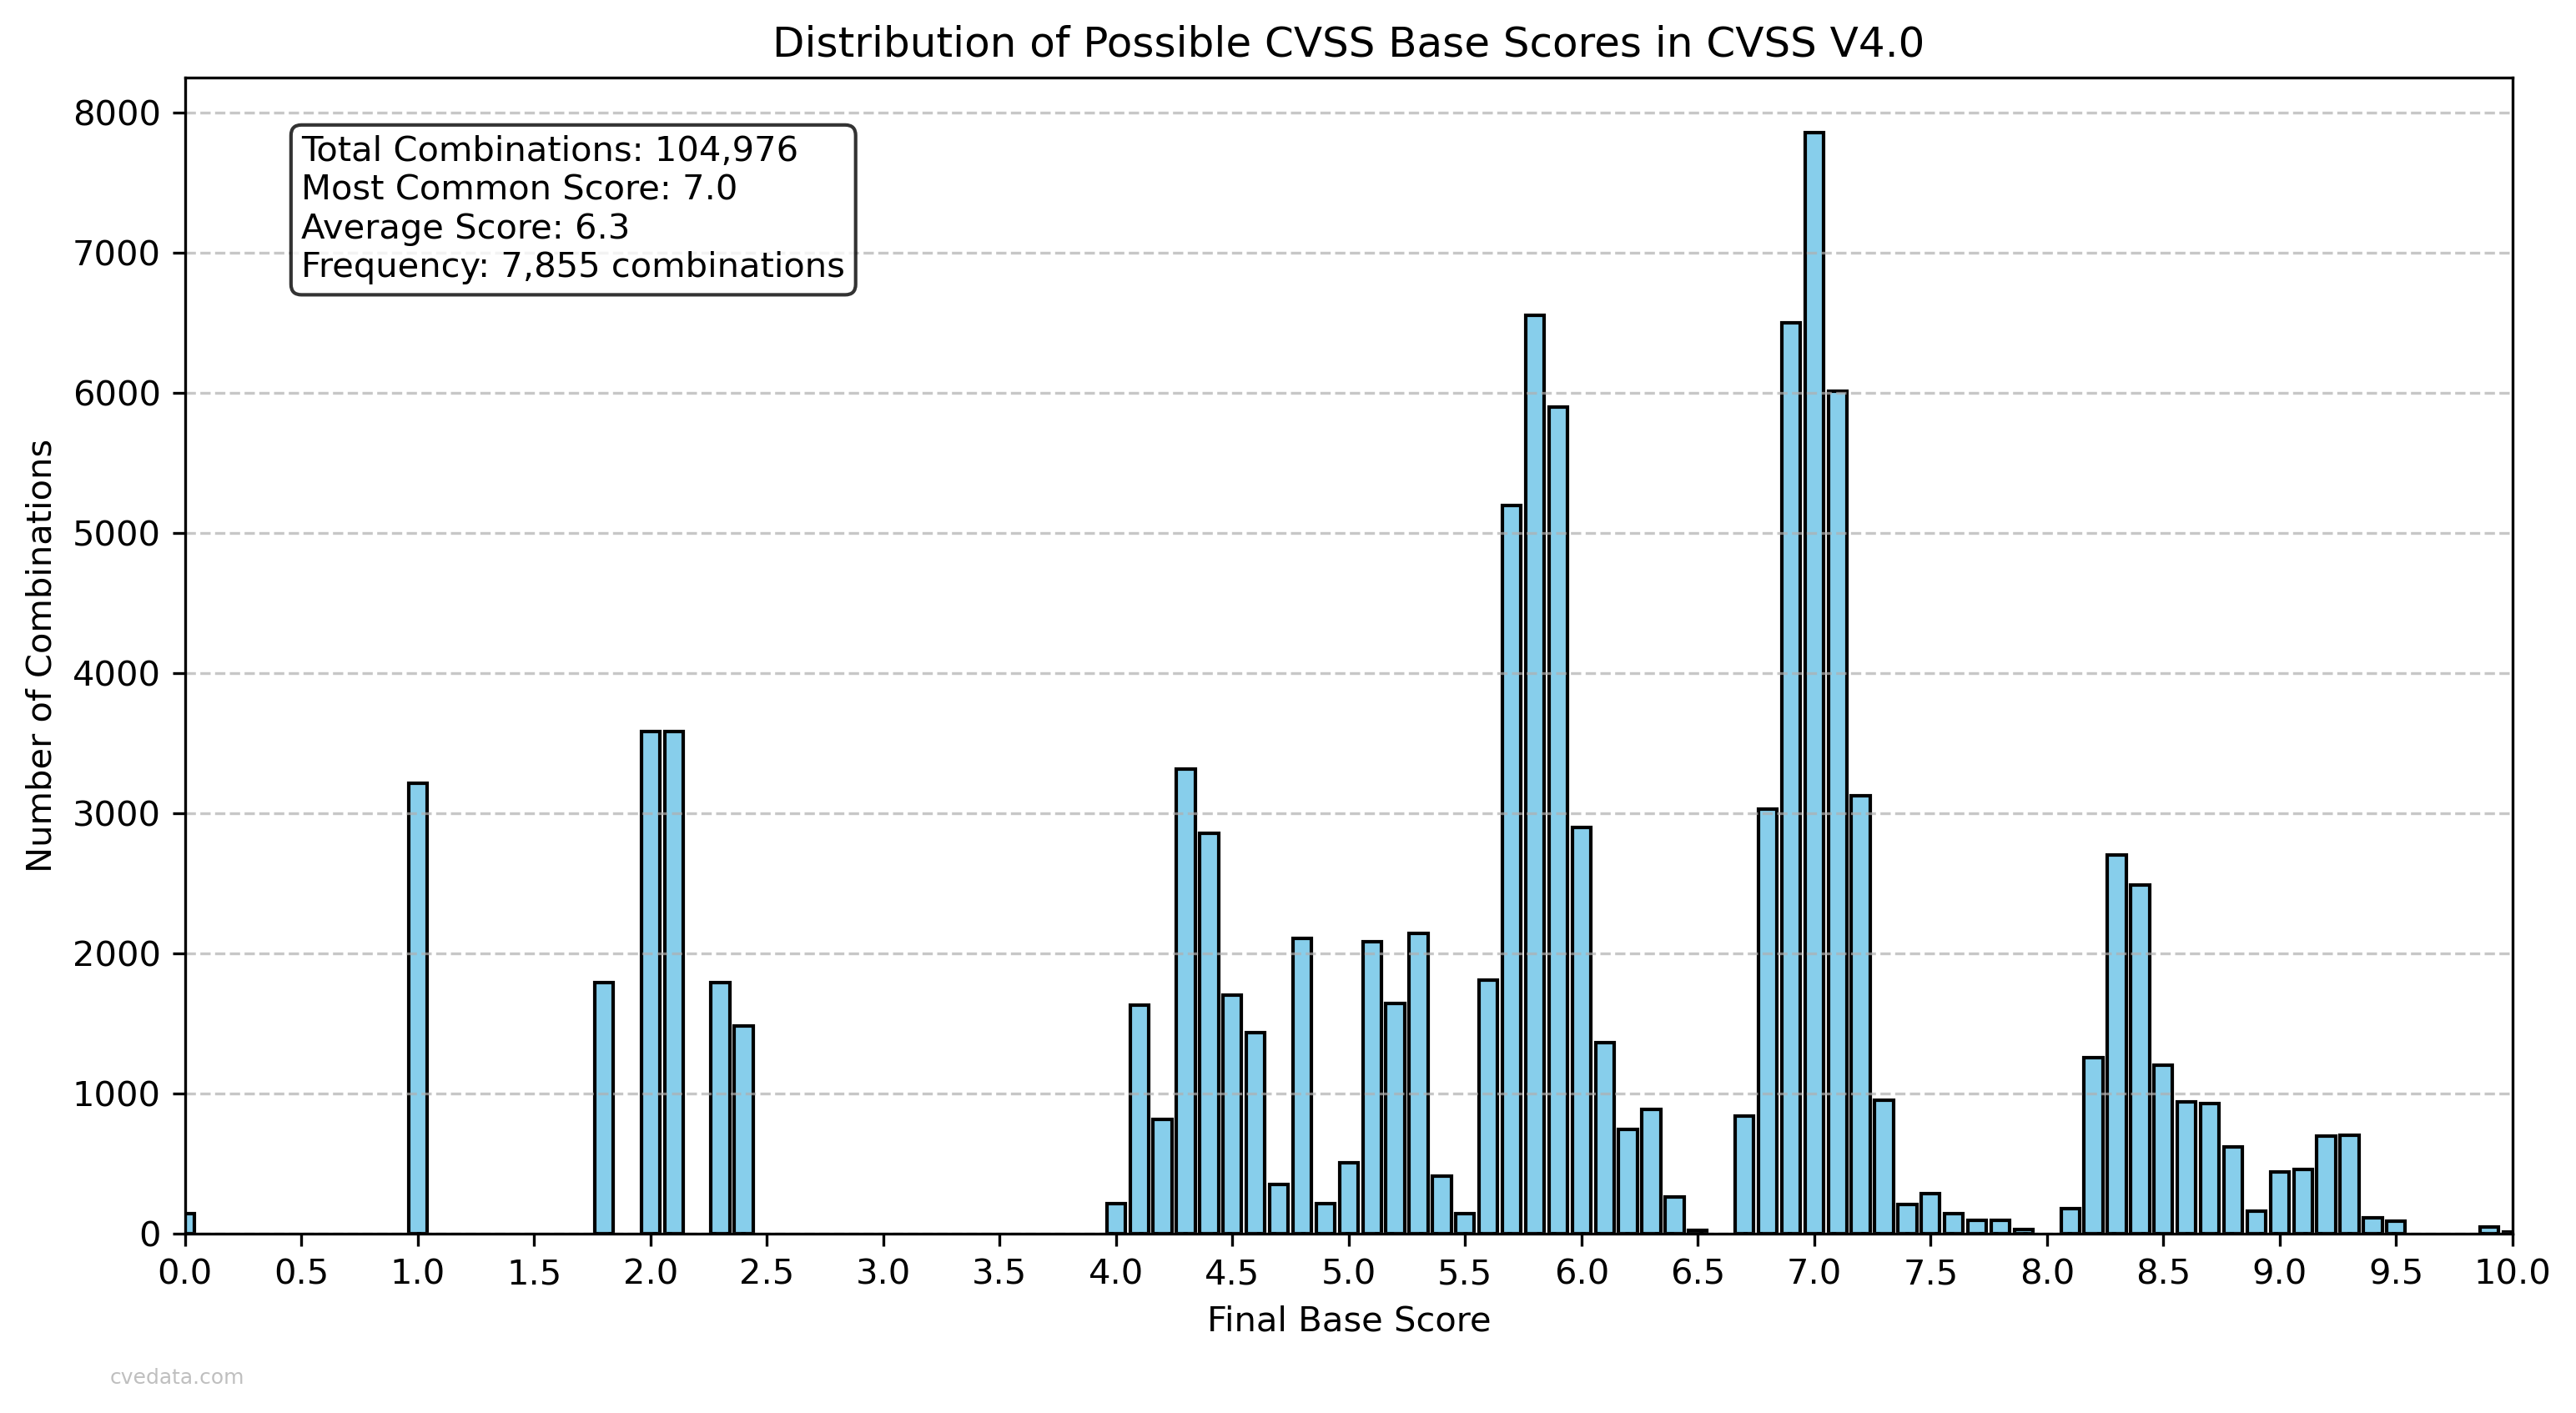 Distribution of Possible CVSS Base Scores in CVSS V4.0
Total Combinations: 104,976
Most Common Score: 7.0
Average Score: 6.3
Frequency: 7,855 combinations
Number of Combinations
8000
7000
6000
5000
4000
3000
2000
1000
0
0.0 0.5 1.0 1.5 2.0 2.5 3.0 3.5 4.0 4.5 5.0 5.5 6.0 6.5 7.0 7.5 8.0 8.5 9.0 9.5 10.0
Final Base Score
cvedata.com